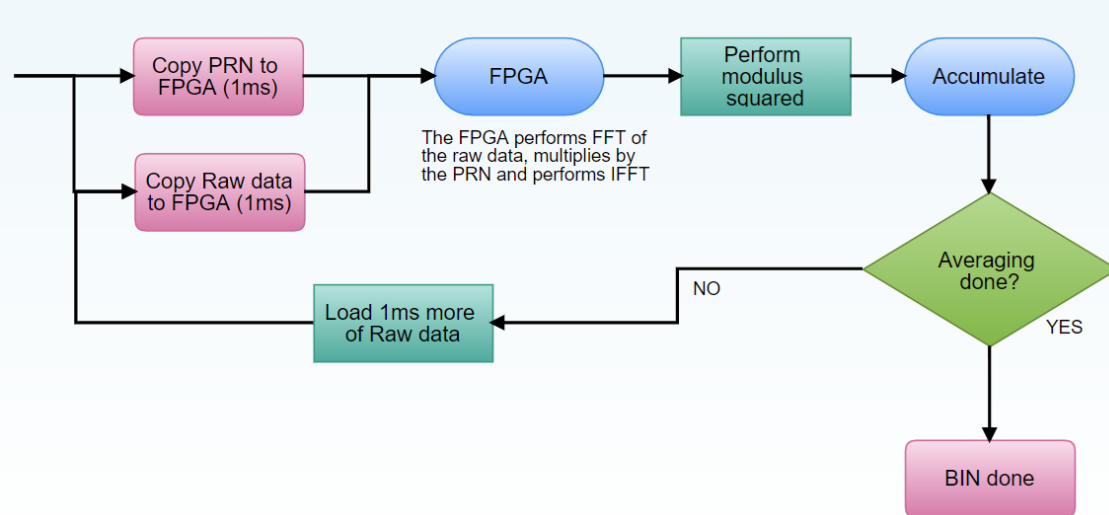 Copy PRN to
FPGA (1ms)
FPGA
Perform
modulus
squared
Accumulate
The FPGA performs FFT of
the raw data, multiplies by
the PRN and performs IFFT
Copy Raw data
to FPGA (1ms)
Averaging
done?
NO
YES
Load 1ms more
of Raw data
BIN done